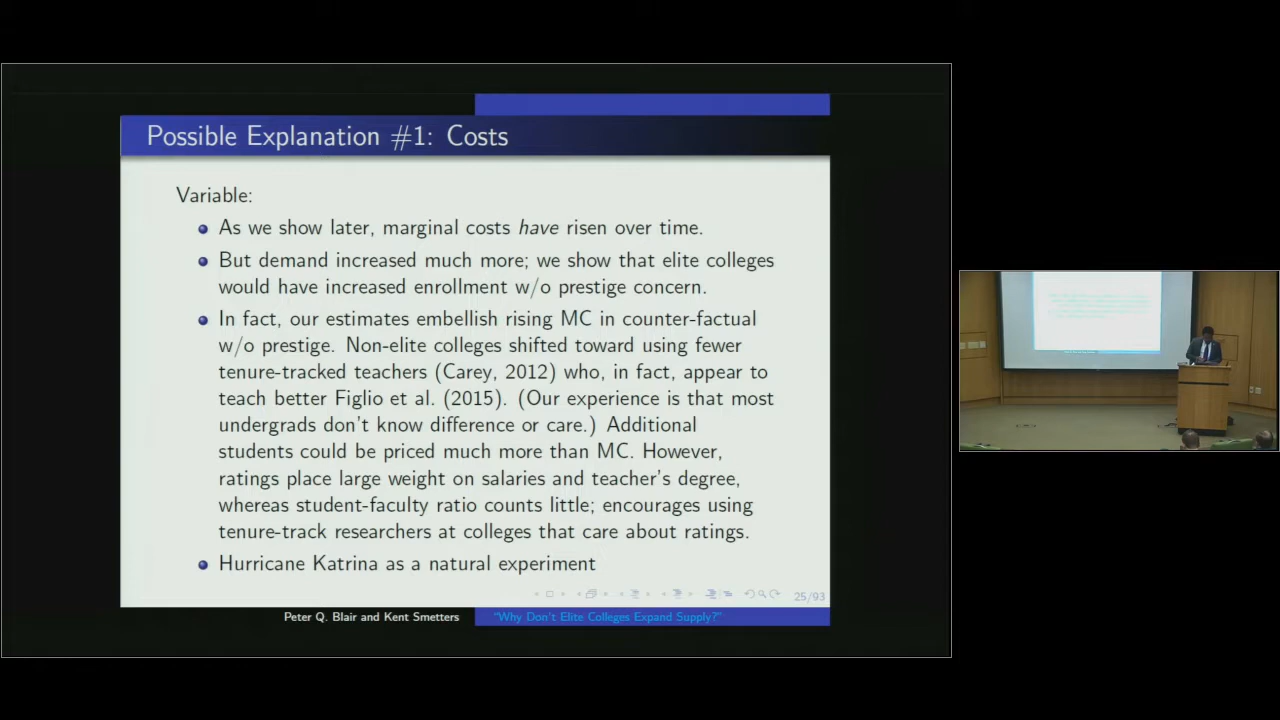 Possible Explanation #1: Costs
Variable:
As we show later, marginal costs have risen over time.
But demand increased much more; we show that elite colleges
would have increased enrollment w/o prestige concern.
In fact, our estimates embellish rising MC in counter-factual
w/o prestige. Non-elite colleges shifted toward using fewer
tenure-tracked teachers (Carey, 2012) who, in fact, appear to
teach better Figlio et al. (2015). (Our experience is that most
undergrads don't know difference or care.) Additional
students could be priced much more than MC. However,
ratings place large weight on salaries and teacher's degree,
whereas student-faculty ratio counts little; encourages using
tenure-track researchers at colleges that care about ratings.
Hurricane Katrina as a natural experiment
25/93
Peter Q. Blair and Kent Smetters
"Why Don't Elite Colleges Expand Supply?"